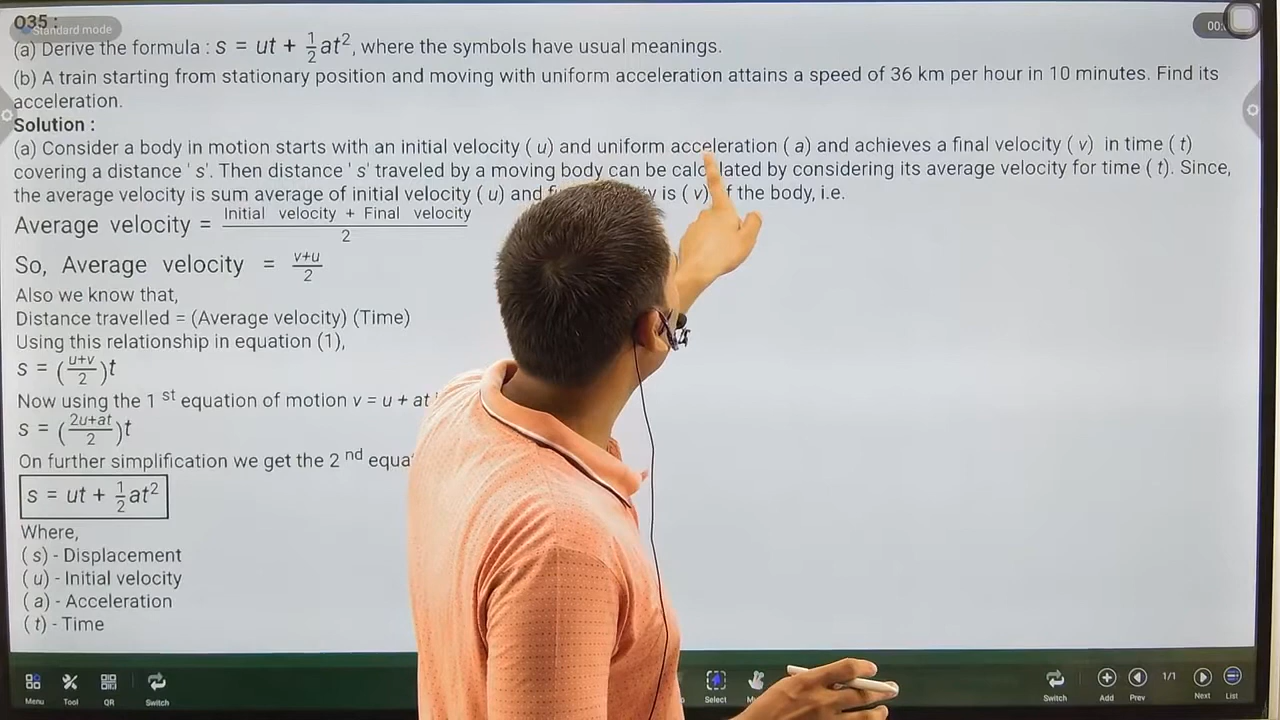 Q35 :
Standard mode
00:
(a) Derive the formula : s = ut + ½at², where the symbols have usual meanings.
(b) A train starting from stationary position and moving with uniform acceleration attains a speed of 36 km per hour in 10 minutes. Find its
acceleration.
Solution :
(a) Consider a body in motion starts with an initial velocity ( u) and uniform acceleration ( a) and achieves a final velocity ( v) in time ( t)
covering a distance ' s'. Then distance ' s' traveled by a moving body can be calculated by considering its average velocity for time ( t). Since,
the average velocity is sum average of initial velocity ( u) and is ( v) of the body, i.e.
Average velocity = (Initial velocity + Final velocity)/2
So, Average velocity = (v+u)/2
Also we know that,
Distance travelled = (Average velocity) (Time)
Using this relationship in equation (1),
s = ((u+v)/2)t
Now using the 1 st equation of motion v = u + at
s = ((2u+at)/2)t
On further simplification we get the 2 nd
s = ut + ½at²
Where,
( s) - Displacement
( u) - Initial velocity
( a) - Acceleration
( t) - Time
Menu Tool QR Switch Select Switch Add Prev 1/1 Next List